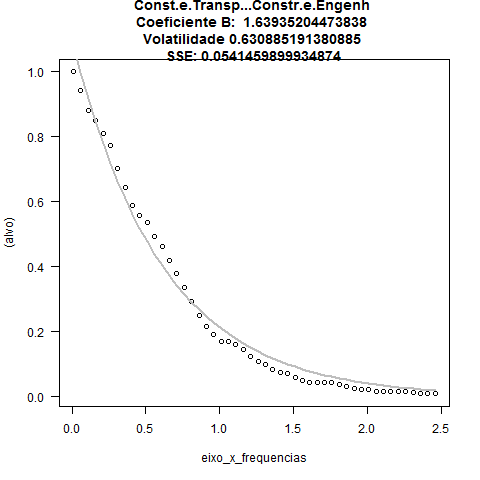 Const.e.Transp...Constr.e.Engenh
Coeficiente B: 1.63935204473838
Volatilidade 0.630885191380885
SSE: 0.0541459899934874
1.0
0.8
0.6
0.4
0.2
0.0
(alvo)
0.0 0.5 1.0 1.5 2.0 2.5
eixo_x_frequencias